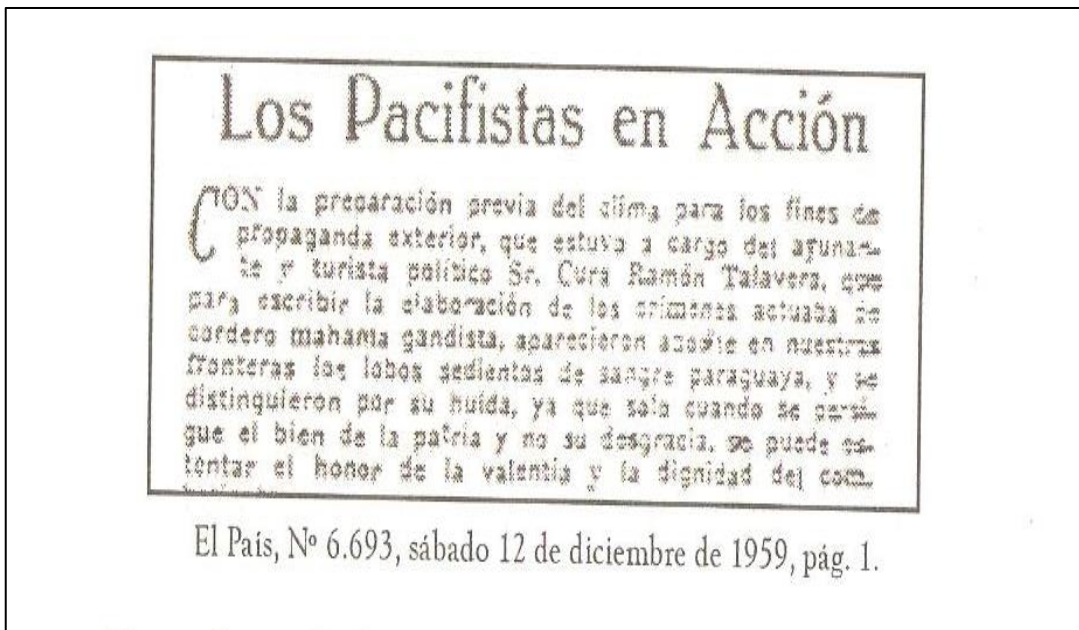 Los Pacifistas en Acción
CON la preparación previa del clima para los fines de
propaganda exterior, que estuvo a cargo del ayunan-
te y turista político Sr. Cura Ramón Talavera, que
para escribir la elaboración de los crímenes actuaba de
cordero mahama gandista, aparecieron anoche en nuestras
fronteras los lobos sedientos de sangre paraguaya, y se
distinguieron por su huida, ya que solo cuando se persi-
gue el bien de la patria y no su desgracia, se puede os-
tentar el honor de la valentía y la dignidad del com-
El País, Nº 6.693, sábado 12 de diciembre de 1959, pág. 1.